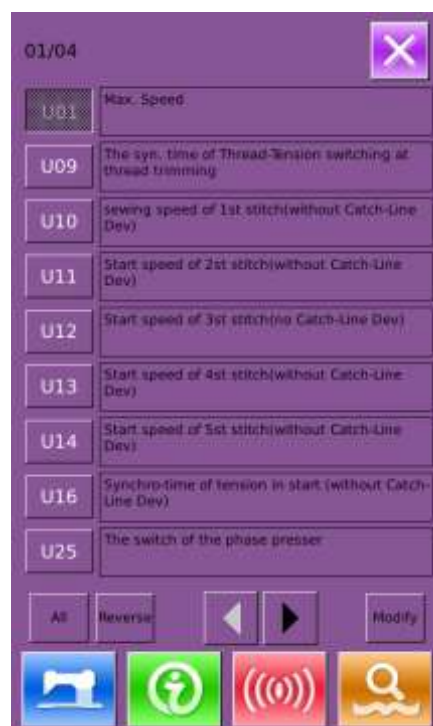 01/04
U01
Max. Speed
U09
The syn. time of Thread-Tension switching at
thread trimming
U10
sewing speed of 1st stitch(without Catch-Line
Dev)
U11
Start speed of 2st stitch(without Catch-Line
Dev)
U12
Start speed of 3st stitch(no Catch-Line Dev)
U13
Start speed of 4st stitch(without Catch-Line
Dev)
U14
Start speed of 5st stitch(without Catch-Line
Dev)
U16
Synchro-time of tension in start (without Catch-
Line Dev)
U25
The switch of the phase presser
All
Reverse
Modify